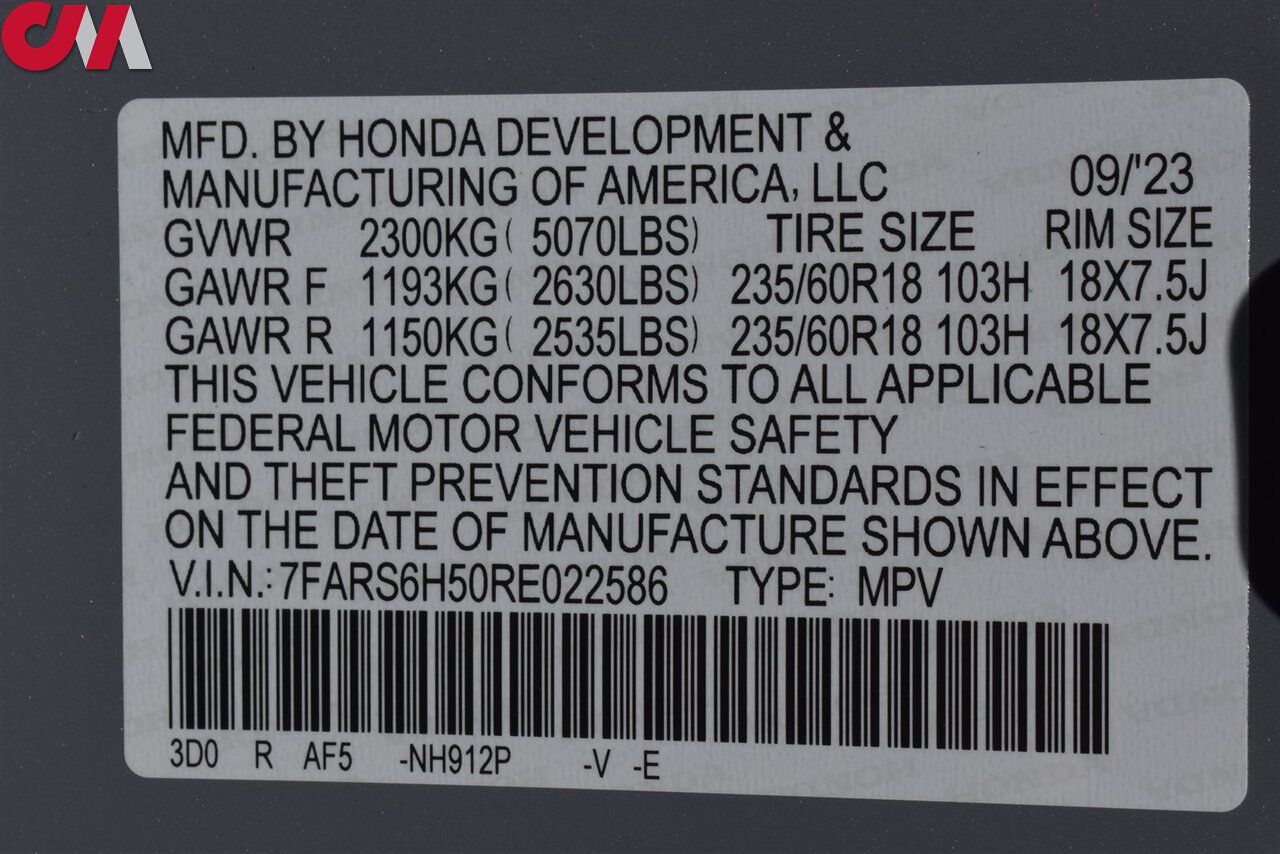 CM
MFD. BY HONDA DEVELOPMENT &
MANUFACTURING OF AMERICA, LLC 09/'23
GVWR 2300KG( 5070LBS) TIRE SIZE RIM SIZE
GAWR F 1193KG( 2630LBS) 235/60R18 103H 18X7.5J
GAWR R 1150KG( 2535LBS) 235/60R18 103H 18X7.5J
THIS VEHICLE CONFORMS TO ALL APPLICABLE
FEDERAL MOTOR VEHICLE SAFETY
AND THEFT PREVENTION STANDARDS IN EFFECT
ON THE DATE OF MANUFACTURE SHOWN ABOVE.
V.I.N.: 7FARS6H50RE022586 TYPE: MPV
3D0 R AF5 -NH912P -V -E